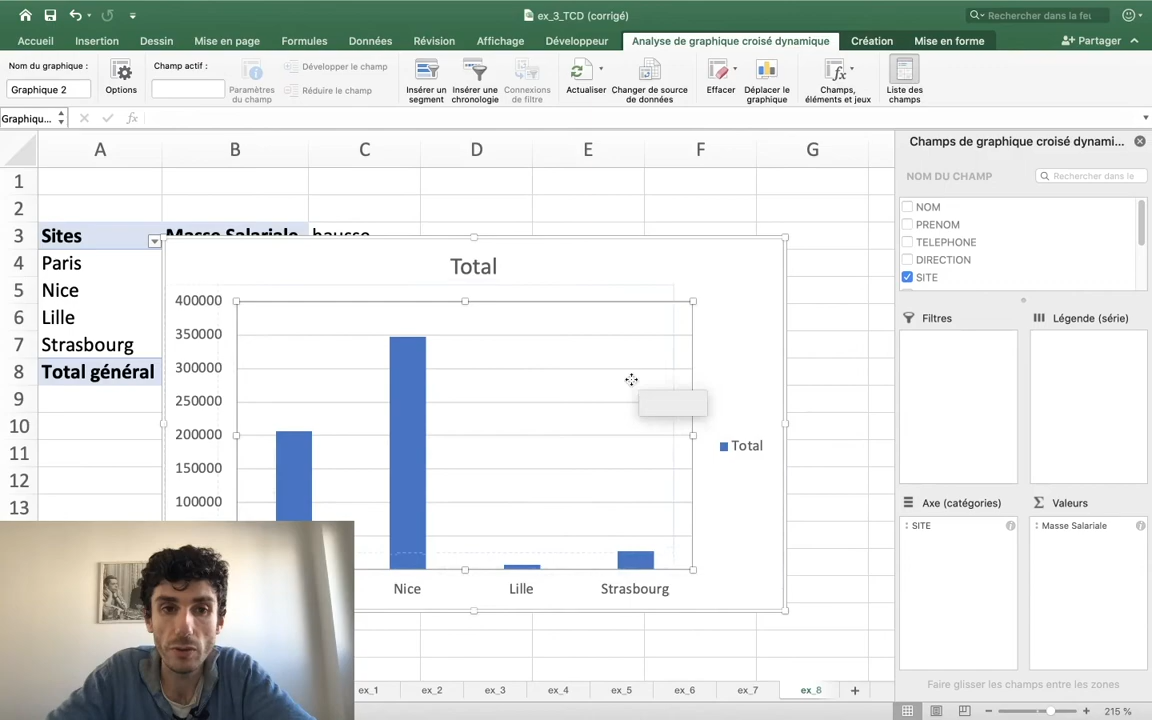 ex_3_TCD (corrigé)
Rechercher dans la feu
Accueil Insertion Dessin Mise en page Formules Données Révision Affichage Développeur Analyse de graphique croisé dynamique Création Mise en forme Partager
Nom du graphique :
Graphique 2
Options
Champ actif :
Paramètres du champ
Développer le champ
Réduire le champ
Insérer un segment
Insérer une chronologie
Connexions de filtre
Actualiser
Changer de source de données
Effacer
Déplacer le graphique
Champs, éléments et jeux
Liste des champs
Graphiqu... fx
A B C D E F G
1
2
3 Sites Masse Salariale hausse
4 Paris
5 Nice
6 Lille
7 Strasbourg
8 Total général
9
10
11
12
13
Total
400000
350000
300000
250000
200000
150000
100000
Nice Lille Strasbourg
Total
Champs de graphique croisé dynami...
NOM DU CHAMP
Rechercher dans le
NOM
PRENOM
TELEPHONE
DIRECTION
SITE
Filtres
Légende (série)
Axe (catégories)
Valeurs
SITE
Masse Salariale
Faire glisser les champs entre les zones
ex_1 ex_2 ex_3 ex_4 ex_5 ex_6 ex_7 ex_8
215 %